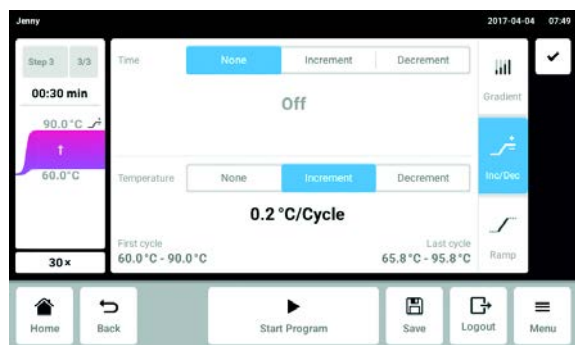 Jenny 2017-04-04 07:49
Step 3 3/3
Time None Increment Decrement
00:30 min
Off
Gradient
90.0°C
60.0°C
Temperature None Increment Decrement
Inc/Dec
0.2 °C/Cycle
First cycle Last cycle
60.0°C - 90.0°C 65.8°C - 95.8°C
Ramp
30×
Home Back Start Program Save Logout Menu